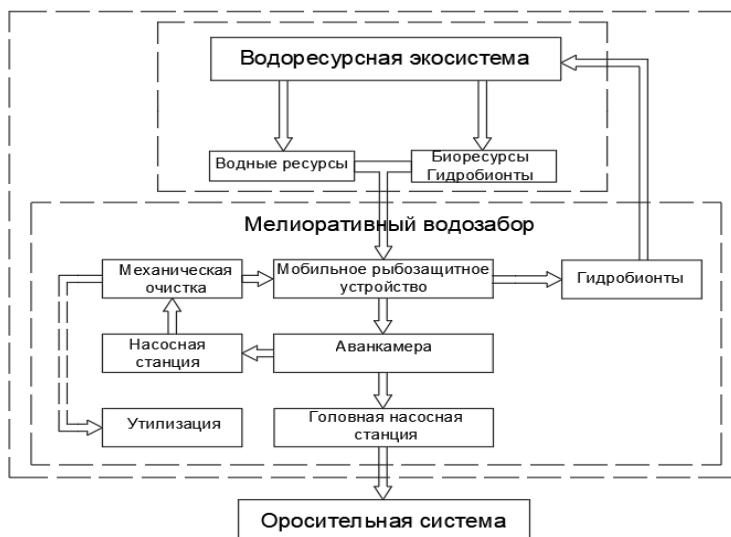 Водоресурсная экосистема
Водные ресурсы
Биоресурсы
Гидробионты
Мелиоративный водозабор
Механическая
очистка
Мобильное рыбозащитное
устройство
Гидробионты
Насосная
станция
Аванкамера
Утилизация
Головная насосная
станция
Оросительная система